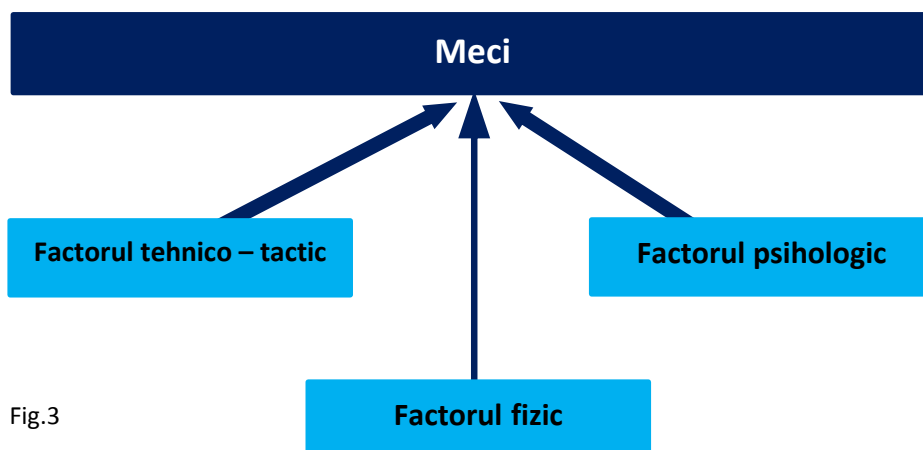 Meci
Factorul tehnico – tactic
Factorul psihologic
Factorul fizic
Fig.3